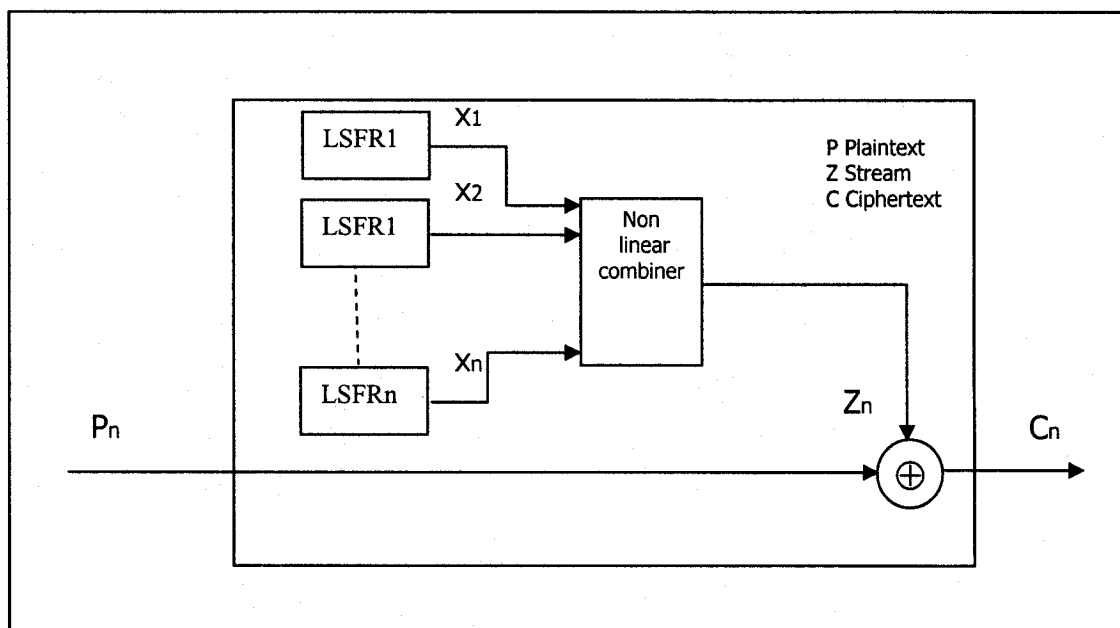 X1
LSFR1
P Plaintext
Z Stream
C Ciphertext
X2
LSFR1
Non
linear
combiner
Xn
LSFRn
Pn
Zn
Cn